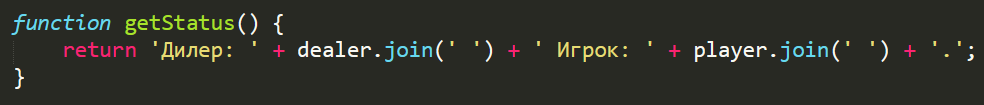 function getStatus() {
    return 'Дилер: ' + dealer.join(' ') + ' Игрок: ' + player.join(' ') + '.';
}